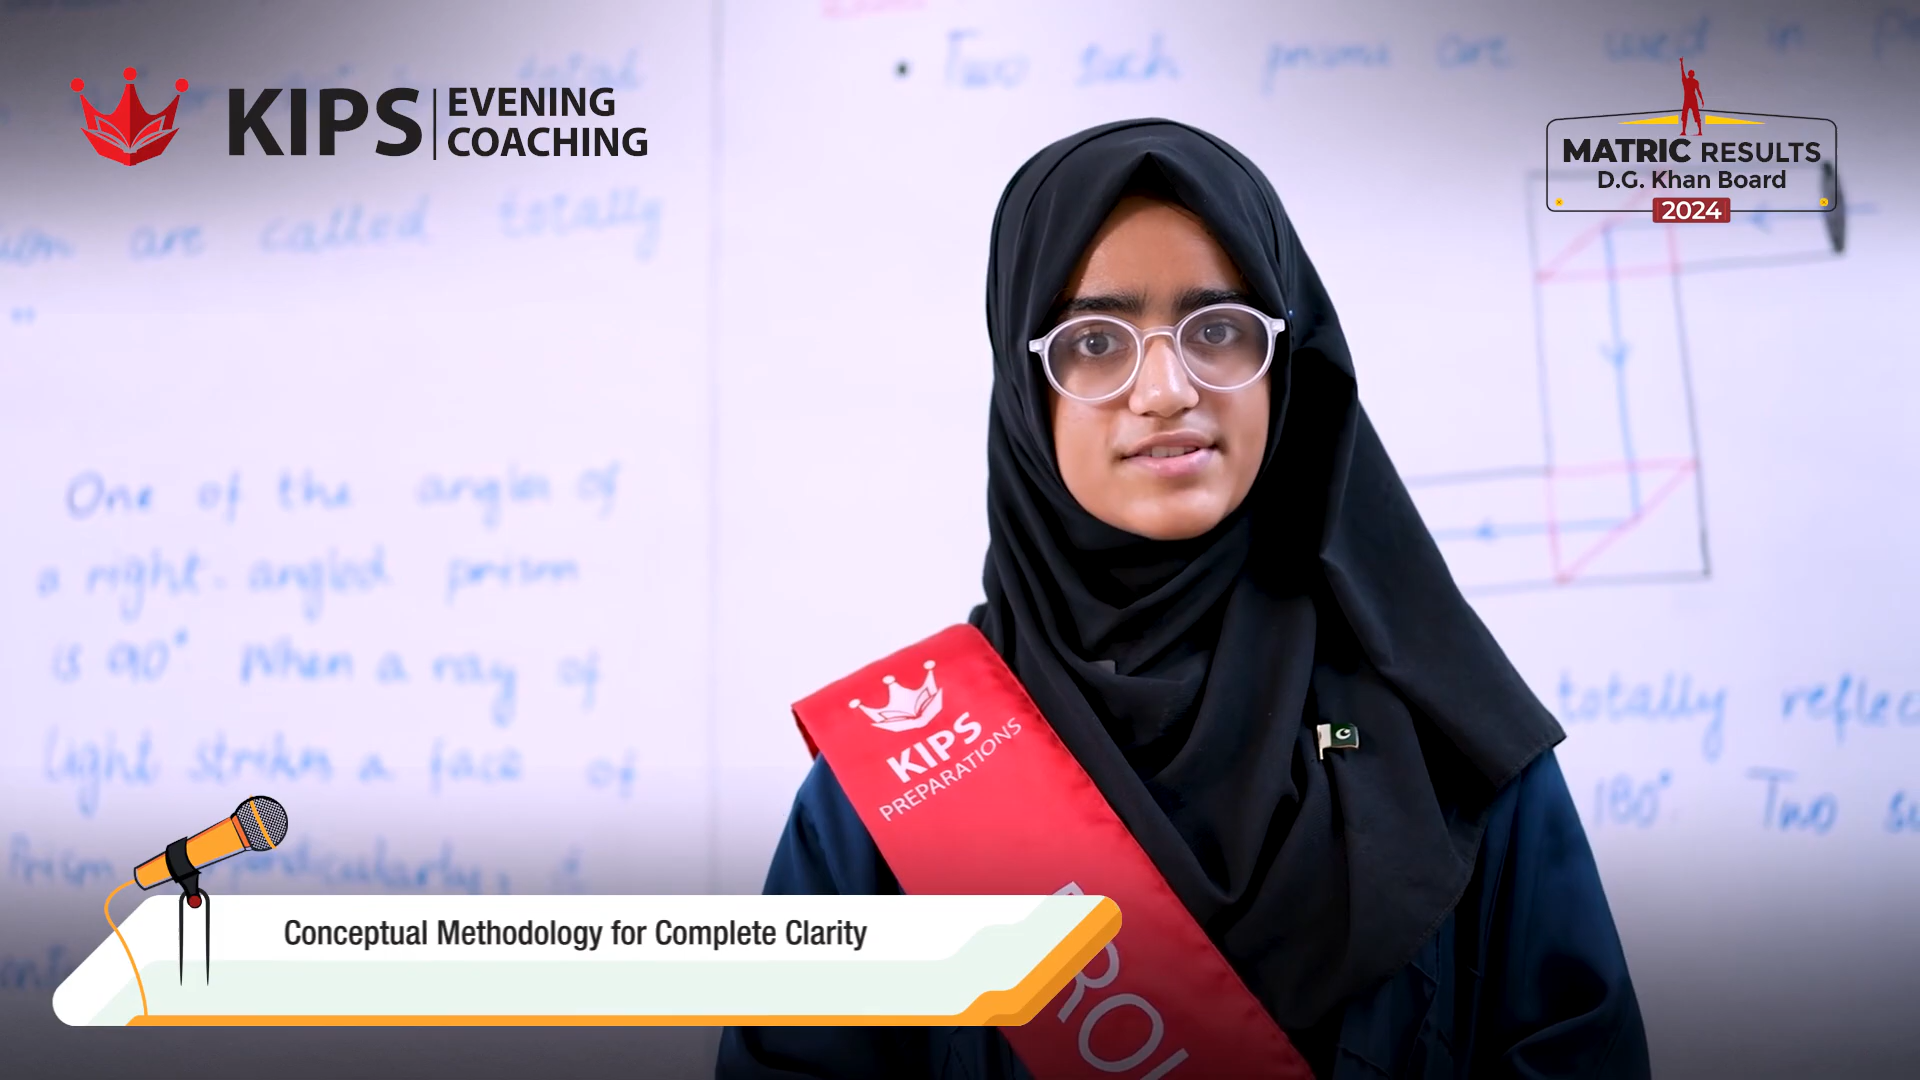 KIPS
EVENING
COACHING
MATRIC RESULTS
D.G. Khan Board
2024
Two such prisms are used in
are called totally
One of the angles of
a right-angled prism
is 90° When a ray of
light strikes a face of
Prism
totally
180° Two
KIPS
PREPARATIONS
Conceptual Methodology for Complete Clarity
ROL